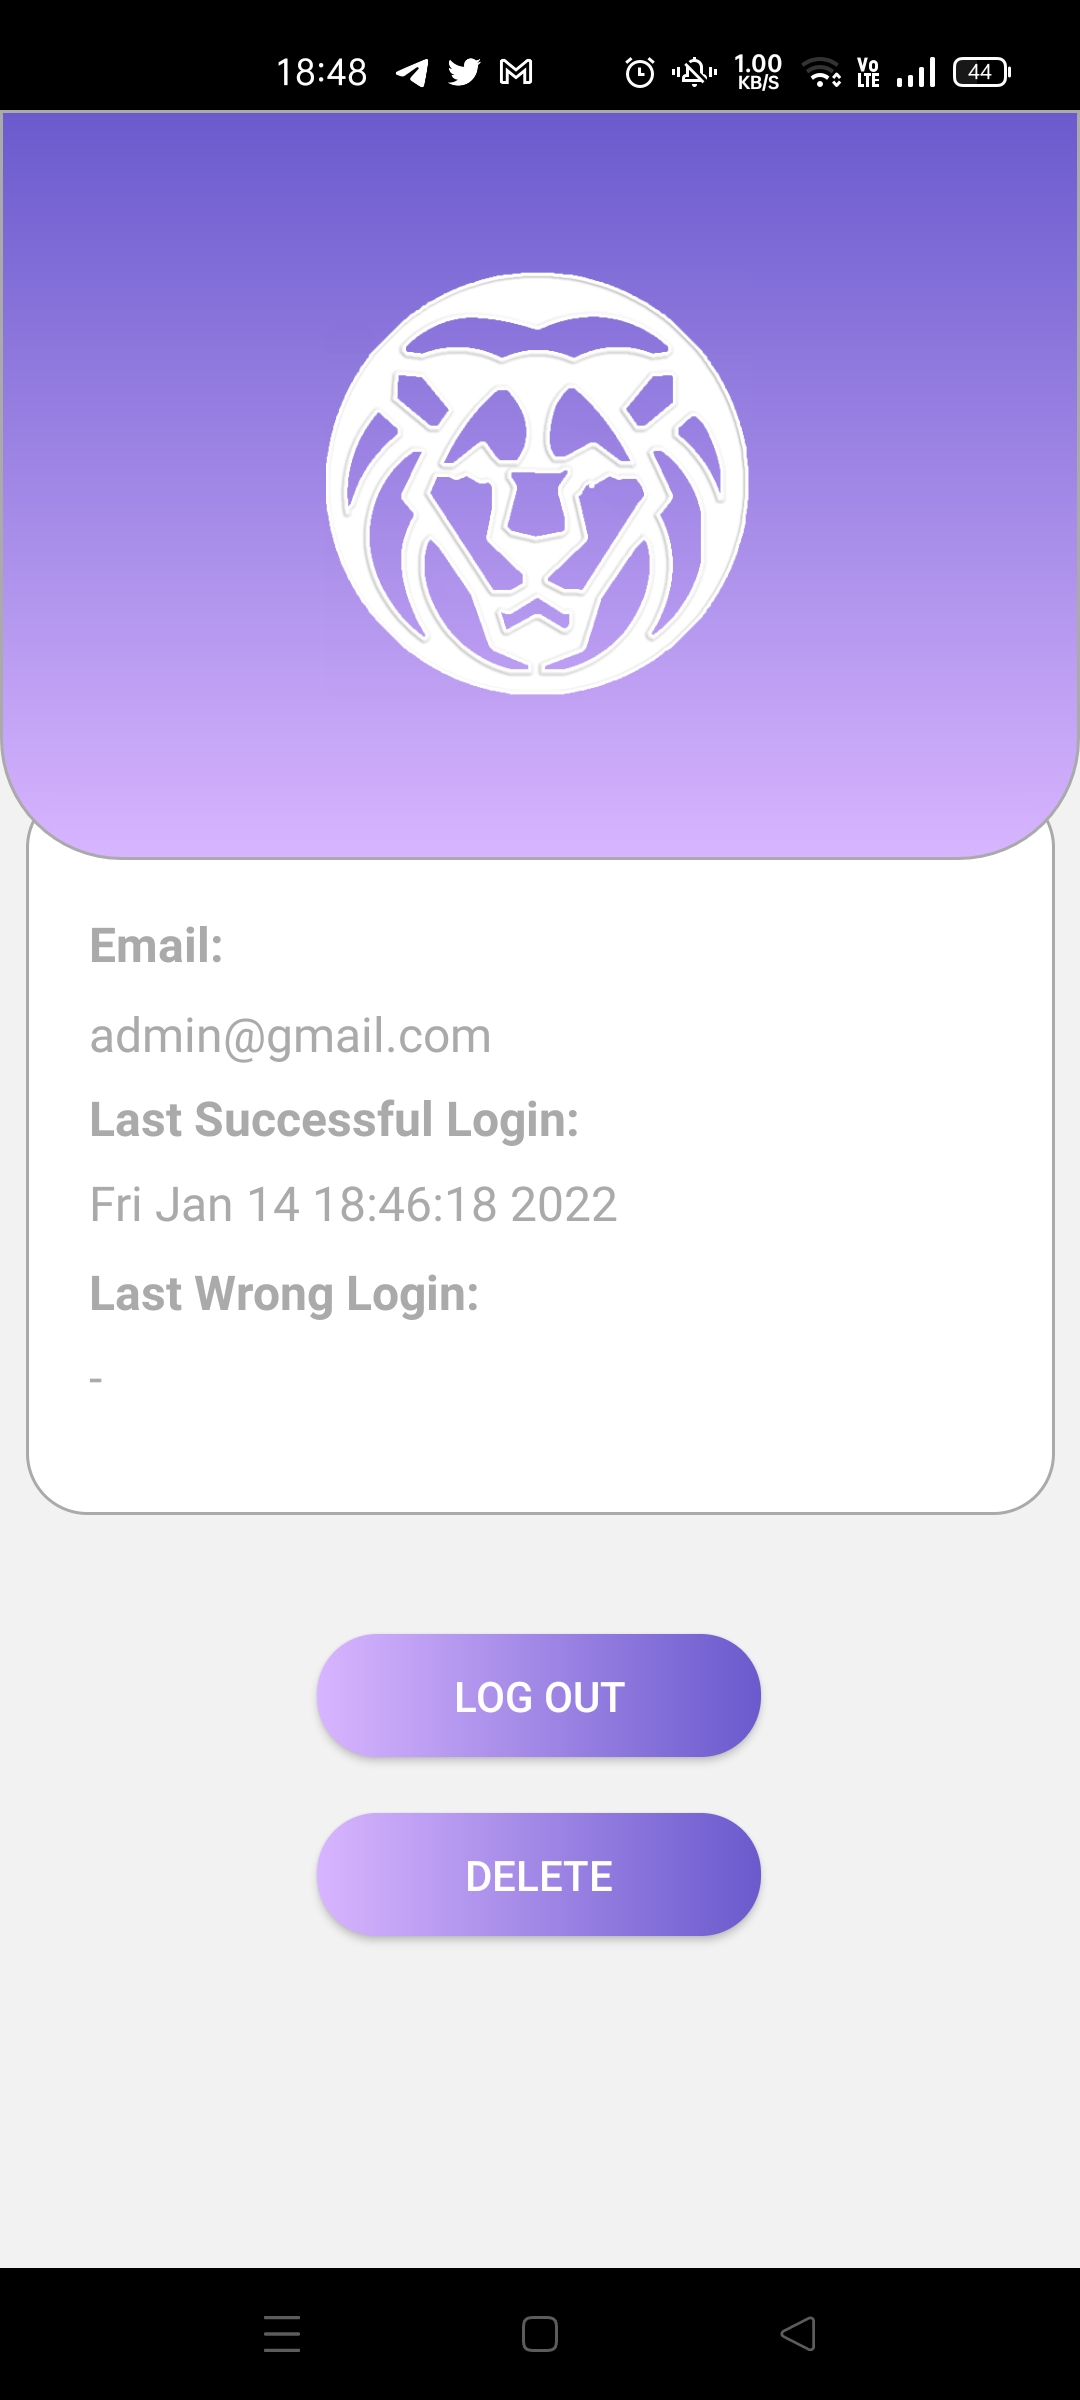 18:48 1.00 KB/S Vo LTE 44
Email:
admin@gmail.com
Last Successful Login:
Fri Jan 14 18:46:18 2022
Last Wrong Login:
-
LOG OUT
DELETE